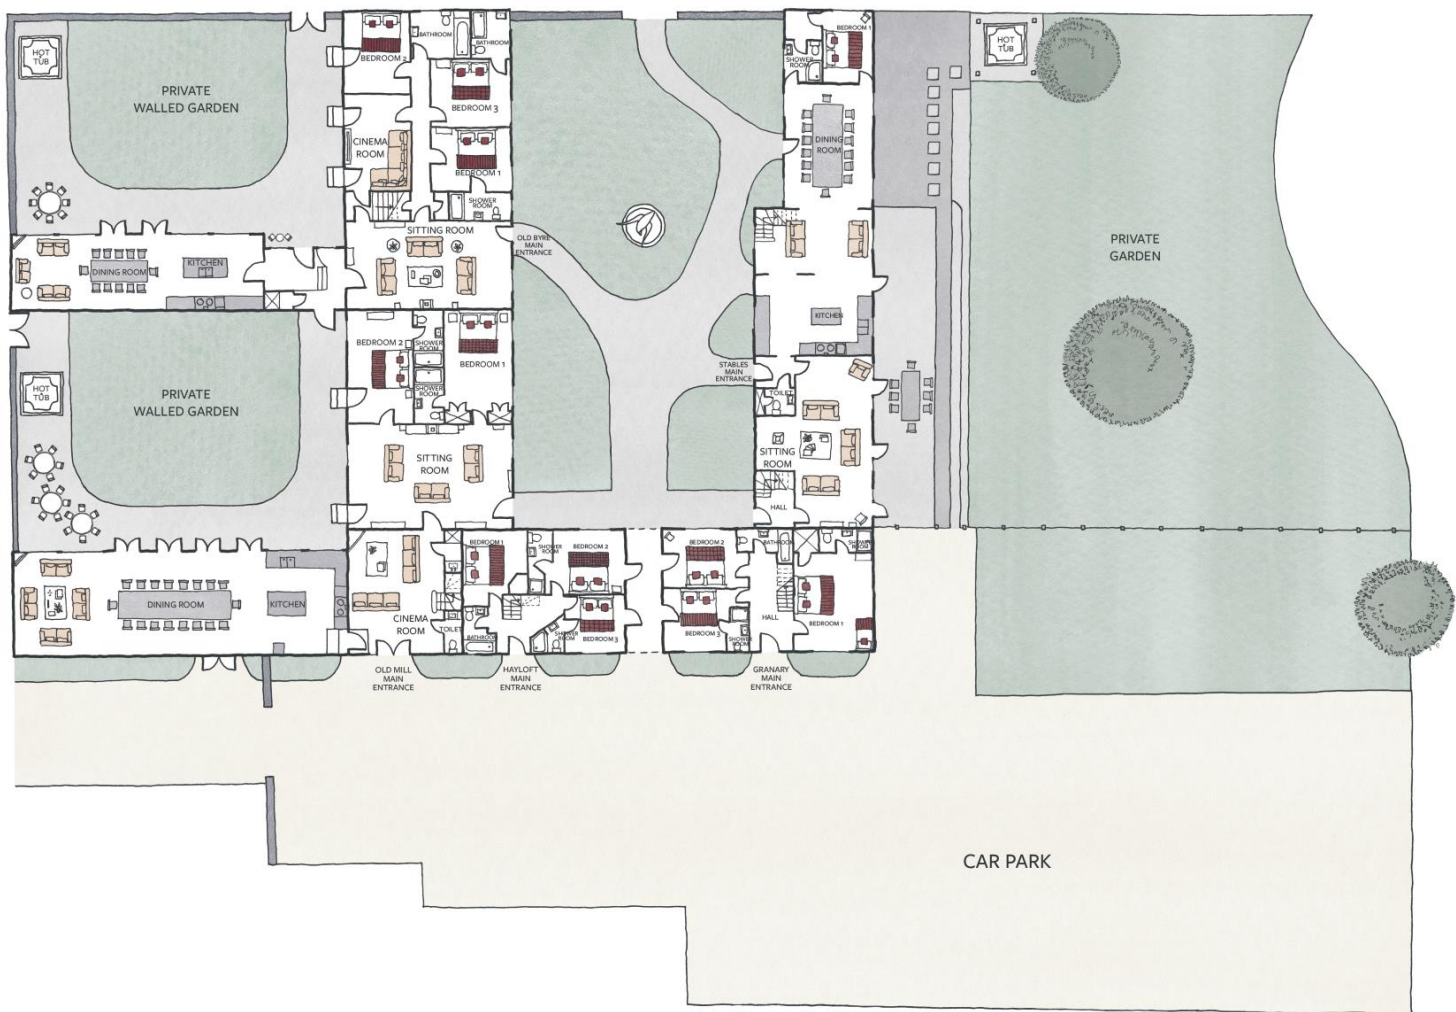 HOT
TUB
PRIVATE
WALLED GARDEN
BEDROOM 2
BATHROOM
BATHROOM
BEDROOM 3
CINEMA
ROOM
BEDROOM 1
SHOWER
ROOM
SITTING ROOM
OLD BYRE
MAIN
ENTRANCE
DINING ROOM
KITCHEN
BEDROOM 1
SHOWER
ROOM
DINING
ROOM
KITCHEN
HOT
TUB
PRIVATE
GARDEN
HOT
TUB
PRIVATE
WALLED GARDEN
BEDROOM 2
SHOWER
ROOM
SHOWER
ROOM
BEDROOM 1
SITTING
ROOM
STABLES
MAIN
ENTRANCE
TOILET
SITTING
ROOM
HALL
DINING ROOM
KITCHEN
CINEMA
ROOM
TOILET
BEDROOM 1
SHOWER
ROOM
BEDROOM 2
BATHROOM
SHOWER
ROOM
BEDROOM 3
BEDROOM 2
BATHROOM
SHOWER
ROOM
BEDROOM 3
SHOWER
ROOM
HALL
BEDROOM 1
OLD MILL
MAIN
ENTRANCE
HAYLOFT
MAIN
ENTRANCE
GRANARY
MAIN
ENTRANCE
CAR PARK